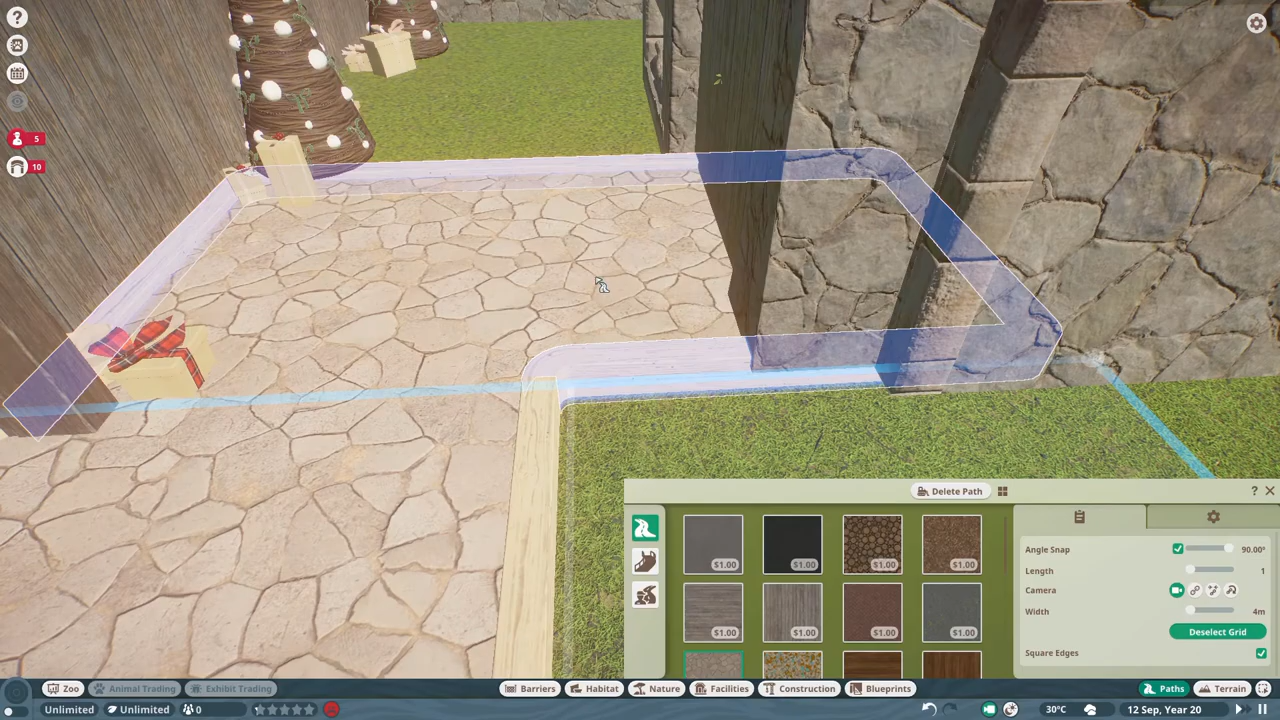 ?
5
10
Delete Path
? ×
$1.00 $1.00 $1.00 $1.00
$1.00 $1.00 $1.00 $1.00
Angle Snap 90.00°
Length 1
Camera
Width 4m
Deselect Grid
Square Edges
Zoo Animal Trading Exhibit Trading Barriers Habitat Nature Facilities Construction Blueprints Paths Terrain
Unlimited Unlimited 0 30°C 12 Sep, Year 20